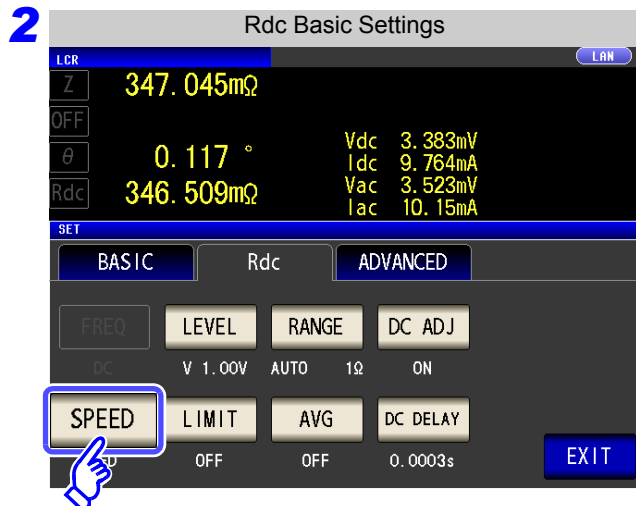 2
Rdc Basic Settings
LCR
LAN
Z 347.045mΩ
OFF
θ 0.117 °
Rdc 346.509mΩ
Vdc 3.383mV
Idc 9.764mA
Vac 3.523mV
Iac 10.15mA
SET
BASIC Rdc ADVANCED
FREQ LEVEL RANGE DC ADJ
DC V 1.00V AUTO 1Ω ON
SPEED LIMIT AVG DC DELAY
OFF OFF 0.0003s
EXIT